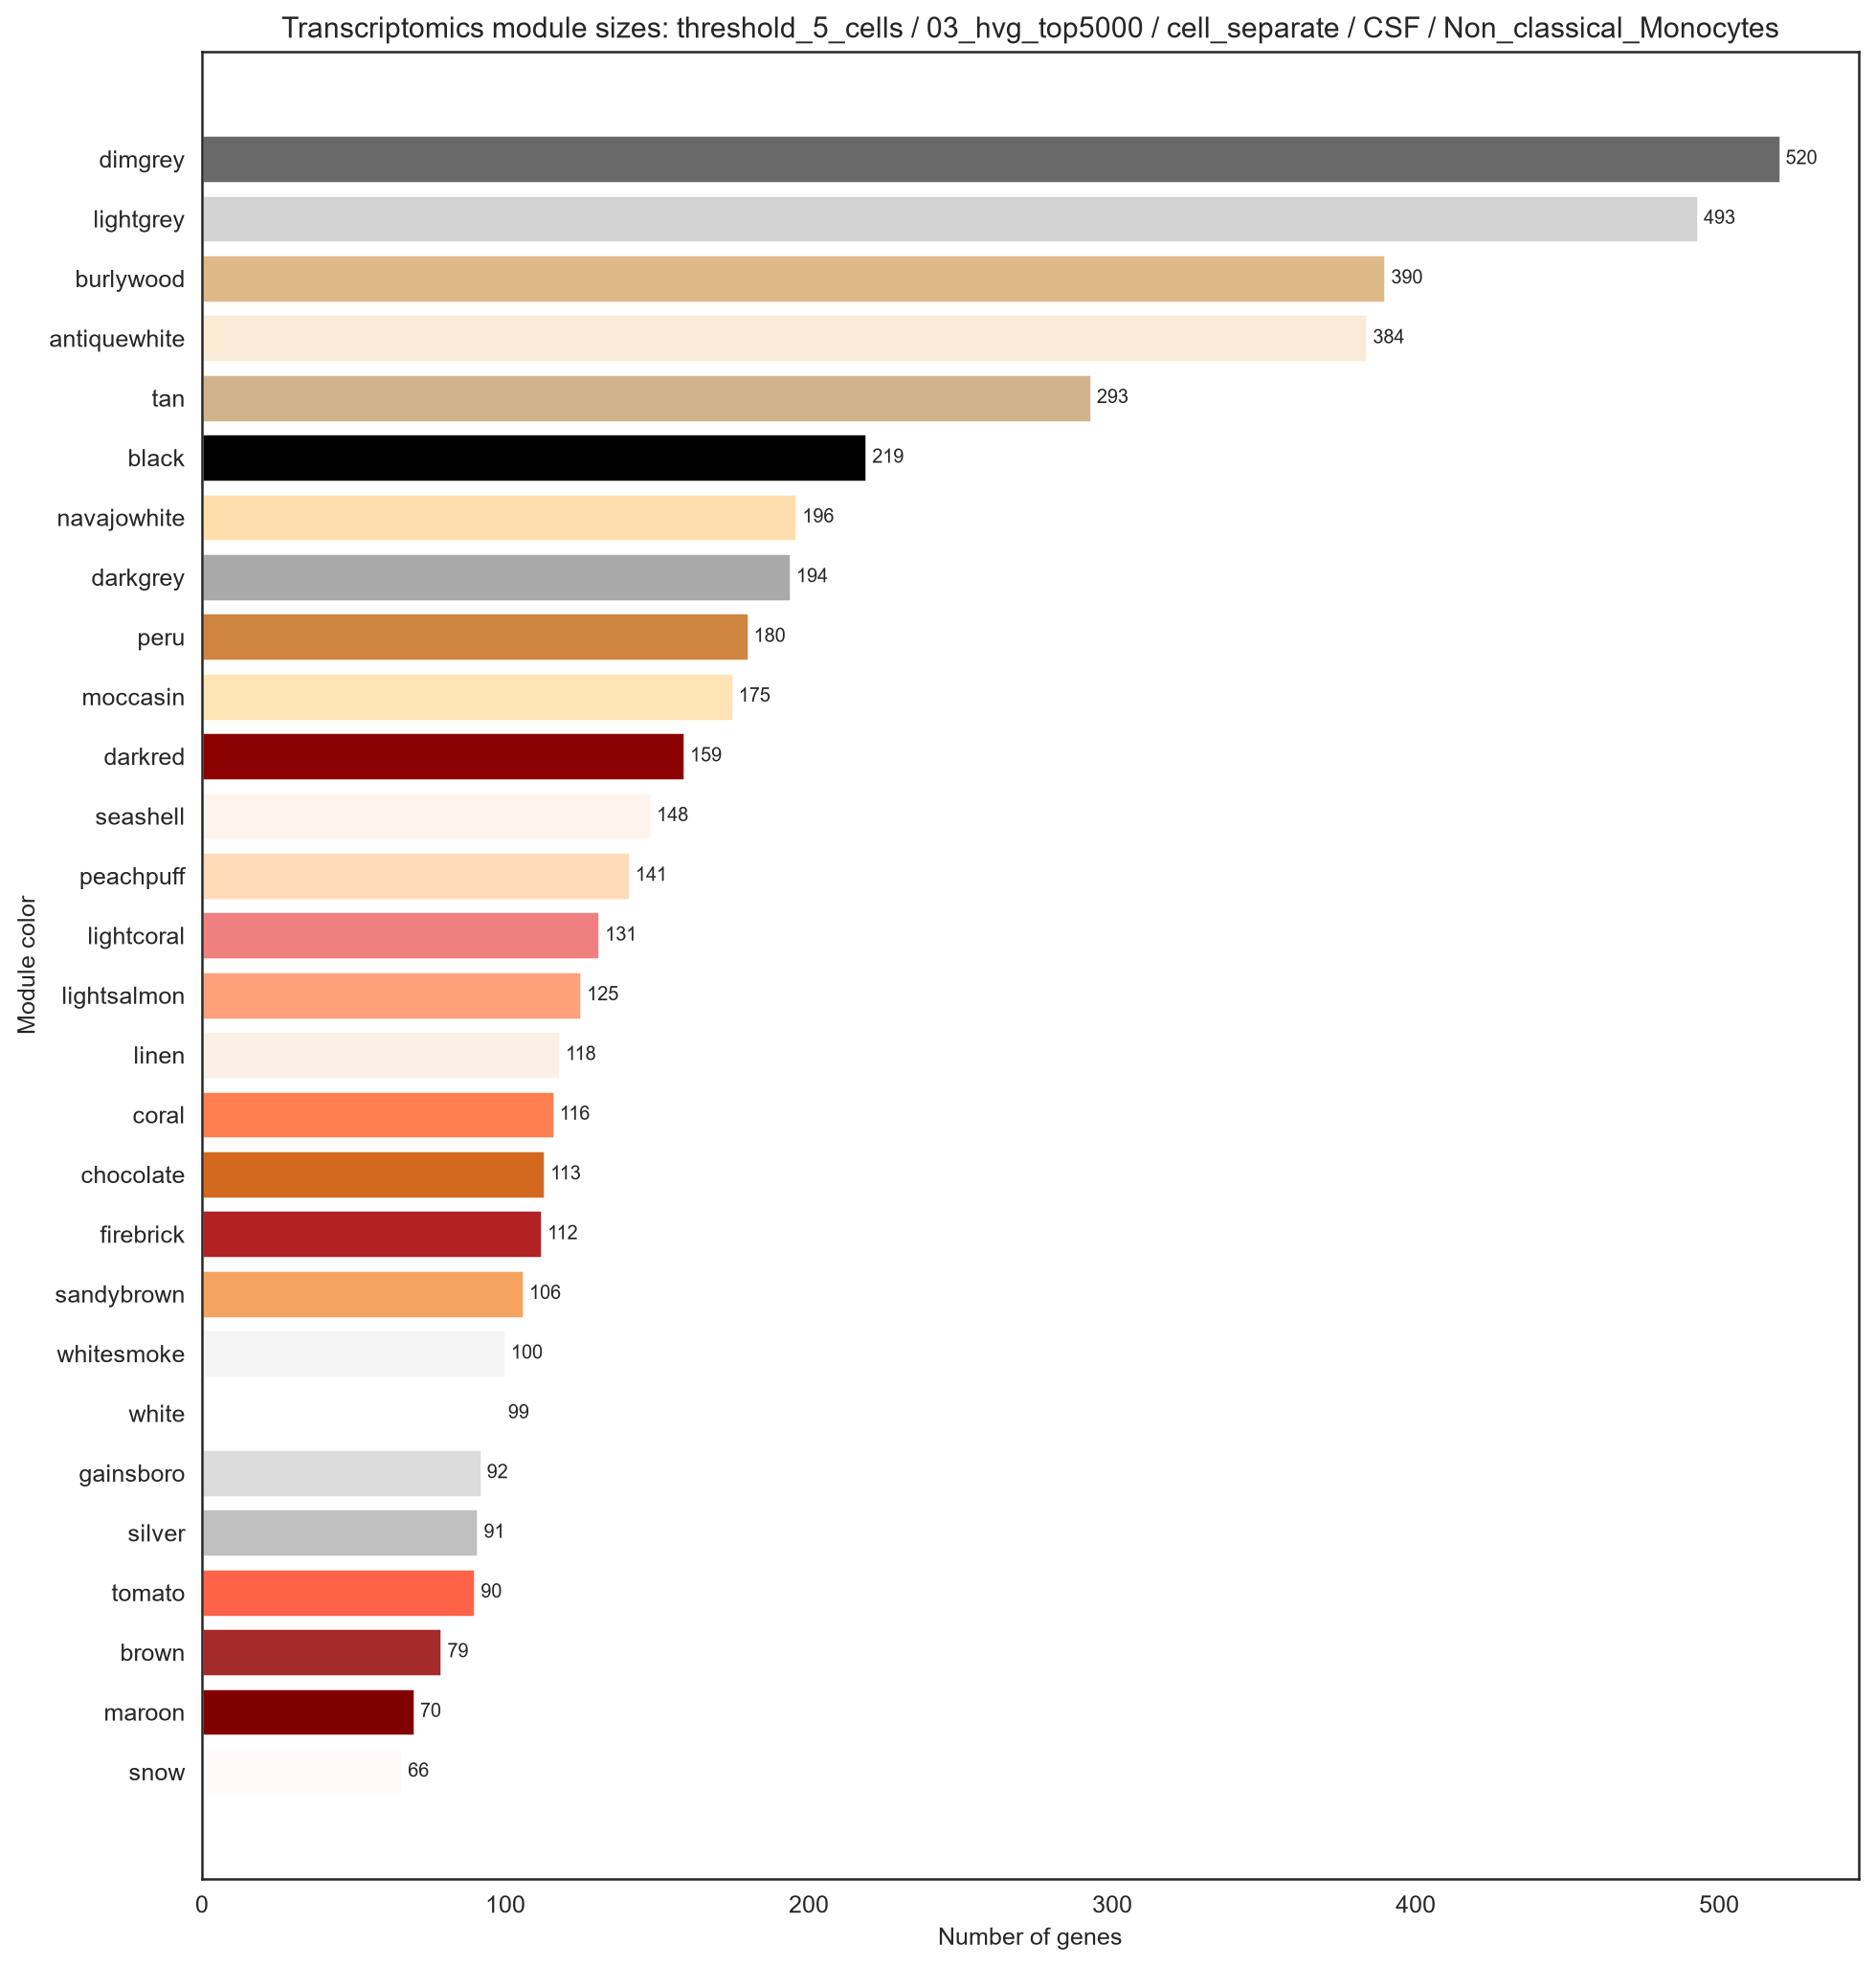 Transcriptomics module sizes: threshold_5_cells / 03_hvg_top5000 / cell_separate / CSF / Non_classical_Monocytes
dimgrey 520
lightgrey 493
burlywood 390
antiquewhite 384
tan 293
black 219
navajowhite 196
darkgrey 194
peru 180
moccasin 175
darkred 159
seashell 148
peachpuff 141
lightcoral 131
lightsalmon 125
linen 118
coral 116
chocolate 113
firebrick 112
sandybrown 106
whitesmoke 100
white 99
gainsboro 92
silver 91
tomato 90
brown 79
maroon 70
snow 66
Module color
0 100 200 300 400 500
Number of genes